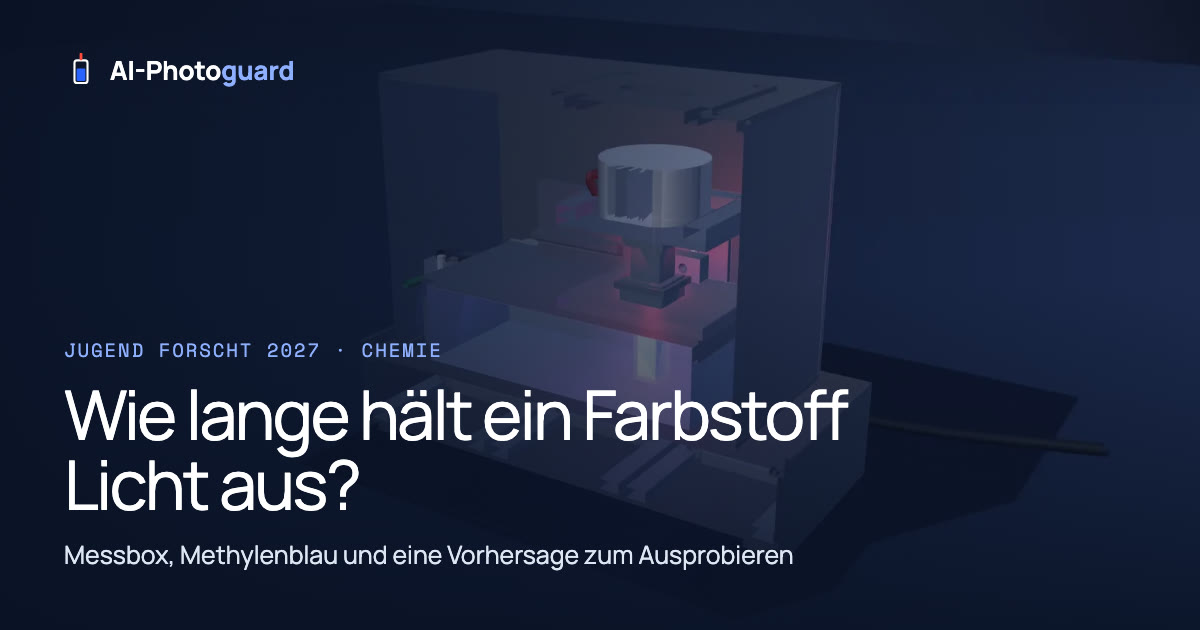 AI-Photoguard
JUGEND FORSCHT 2027 · CHEMIE
Wie lange hält ein Farbstoff
Licht aus?
Messbox, Methylenblau und eine Vorhersage zum Ausprobieren